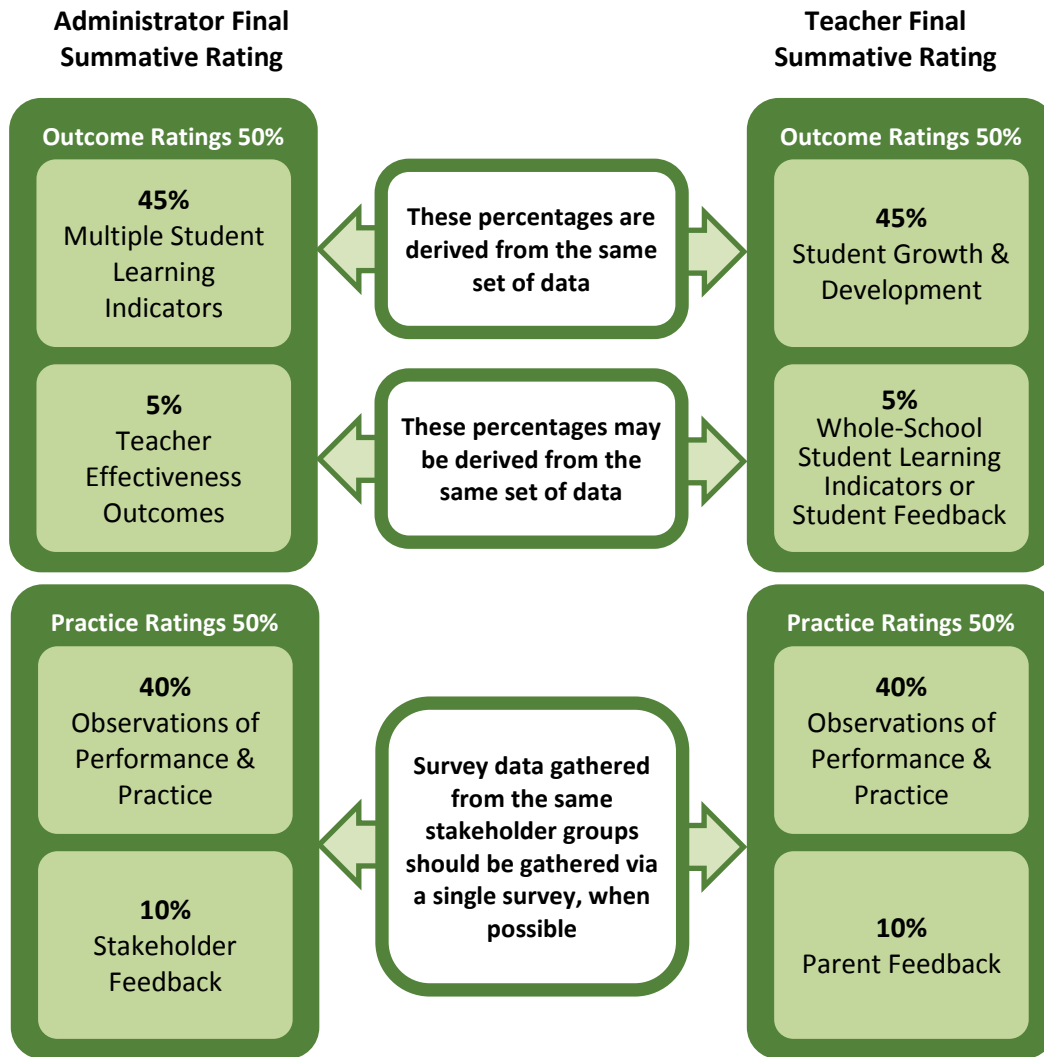 Administrator Final
Summative Rating
Outcome Ratings 50%
45%
Multiple Student
Learning
Indicators
5%
Teacher
Effectiveness
Outcomes
Practice Ratings 50%
40%
Observations of
Performance &
Practice
10%
Stakeholder
Feedback
These percentages are
derived from the same
set of data
These percentages may
be derived from the
same set of data
Survey data gathered
from the same
stakeholder groups
should be gathered via
a single survey, when
possible
Teacher Final
Summative Rating
Outcome Ratings 50%
45%
Student Growth &
Development
5%
Whole-School
Student Learning
Indicators or
Student Feedback
Practice Ratings 50%
40%
Observations of
Performance &
Practice
10%
Parent Feedback